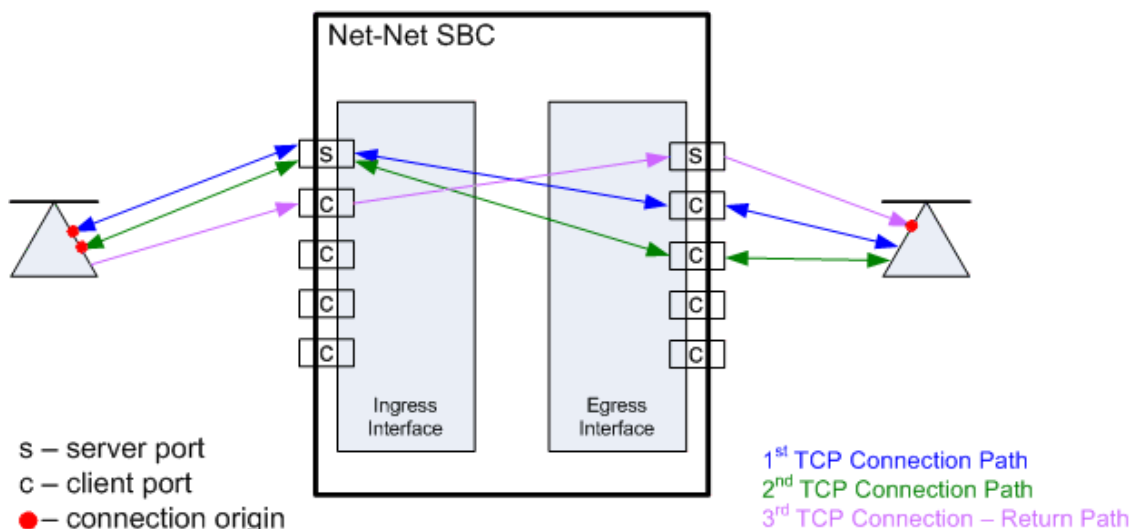 Net-Net SBC
S
S
C
C
C
C
C
C
C
C
Ingress
Interface
Egress
Interface
s – server port
c – client port
– connection origin
1st TCP Connection Path
2nd TCP Connection Path
3rd TCP Connection – Return Path